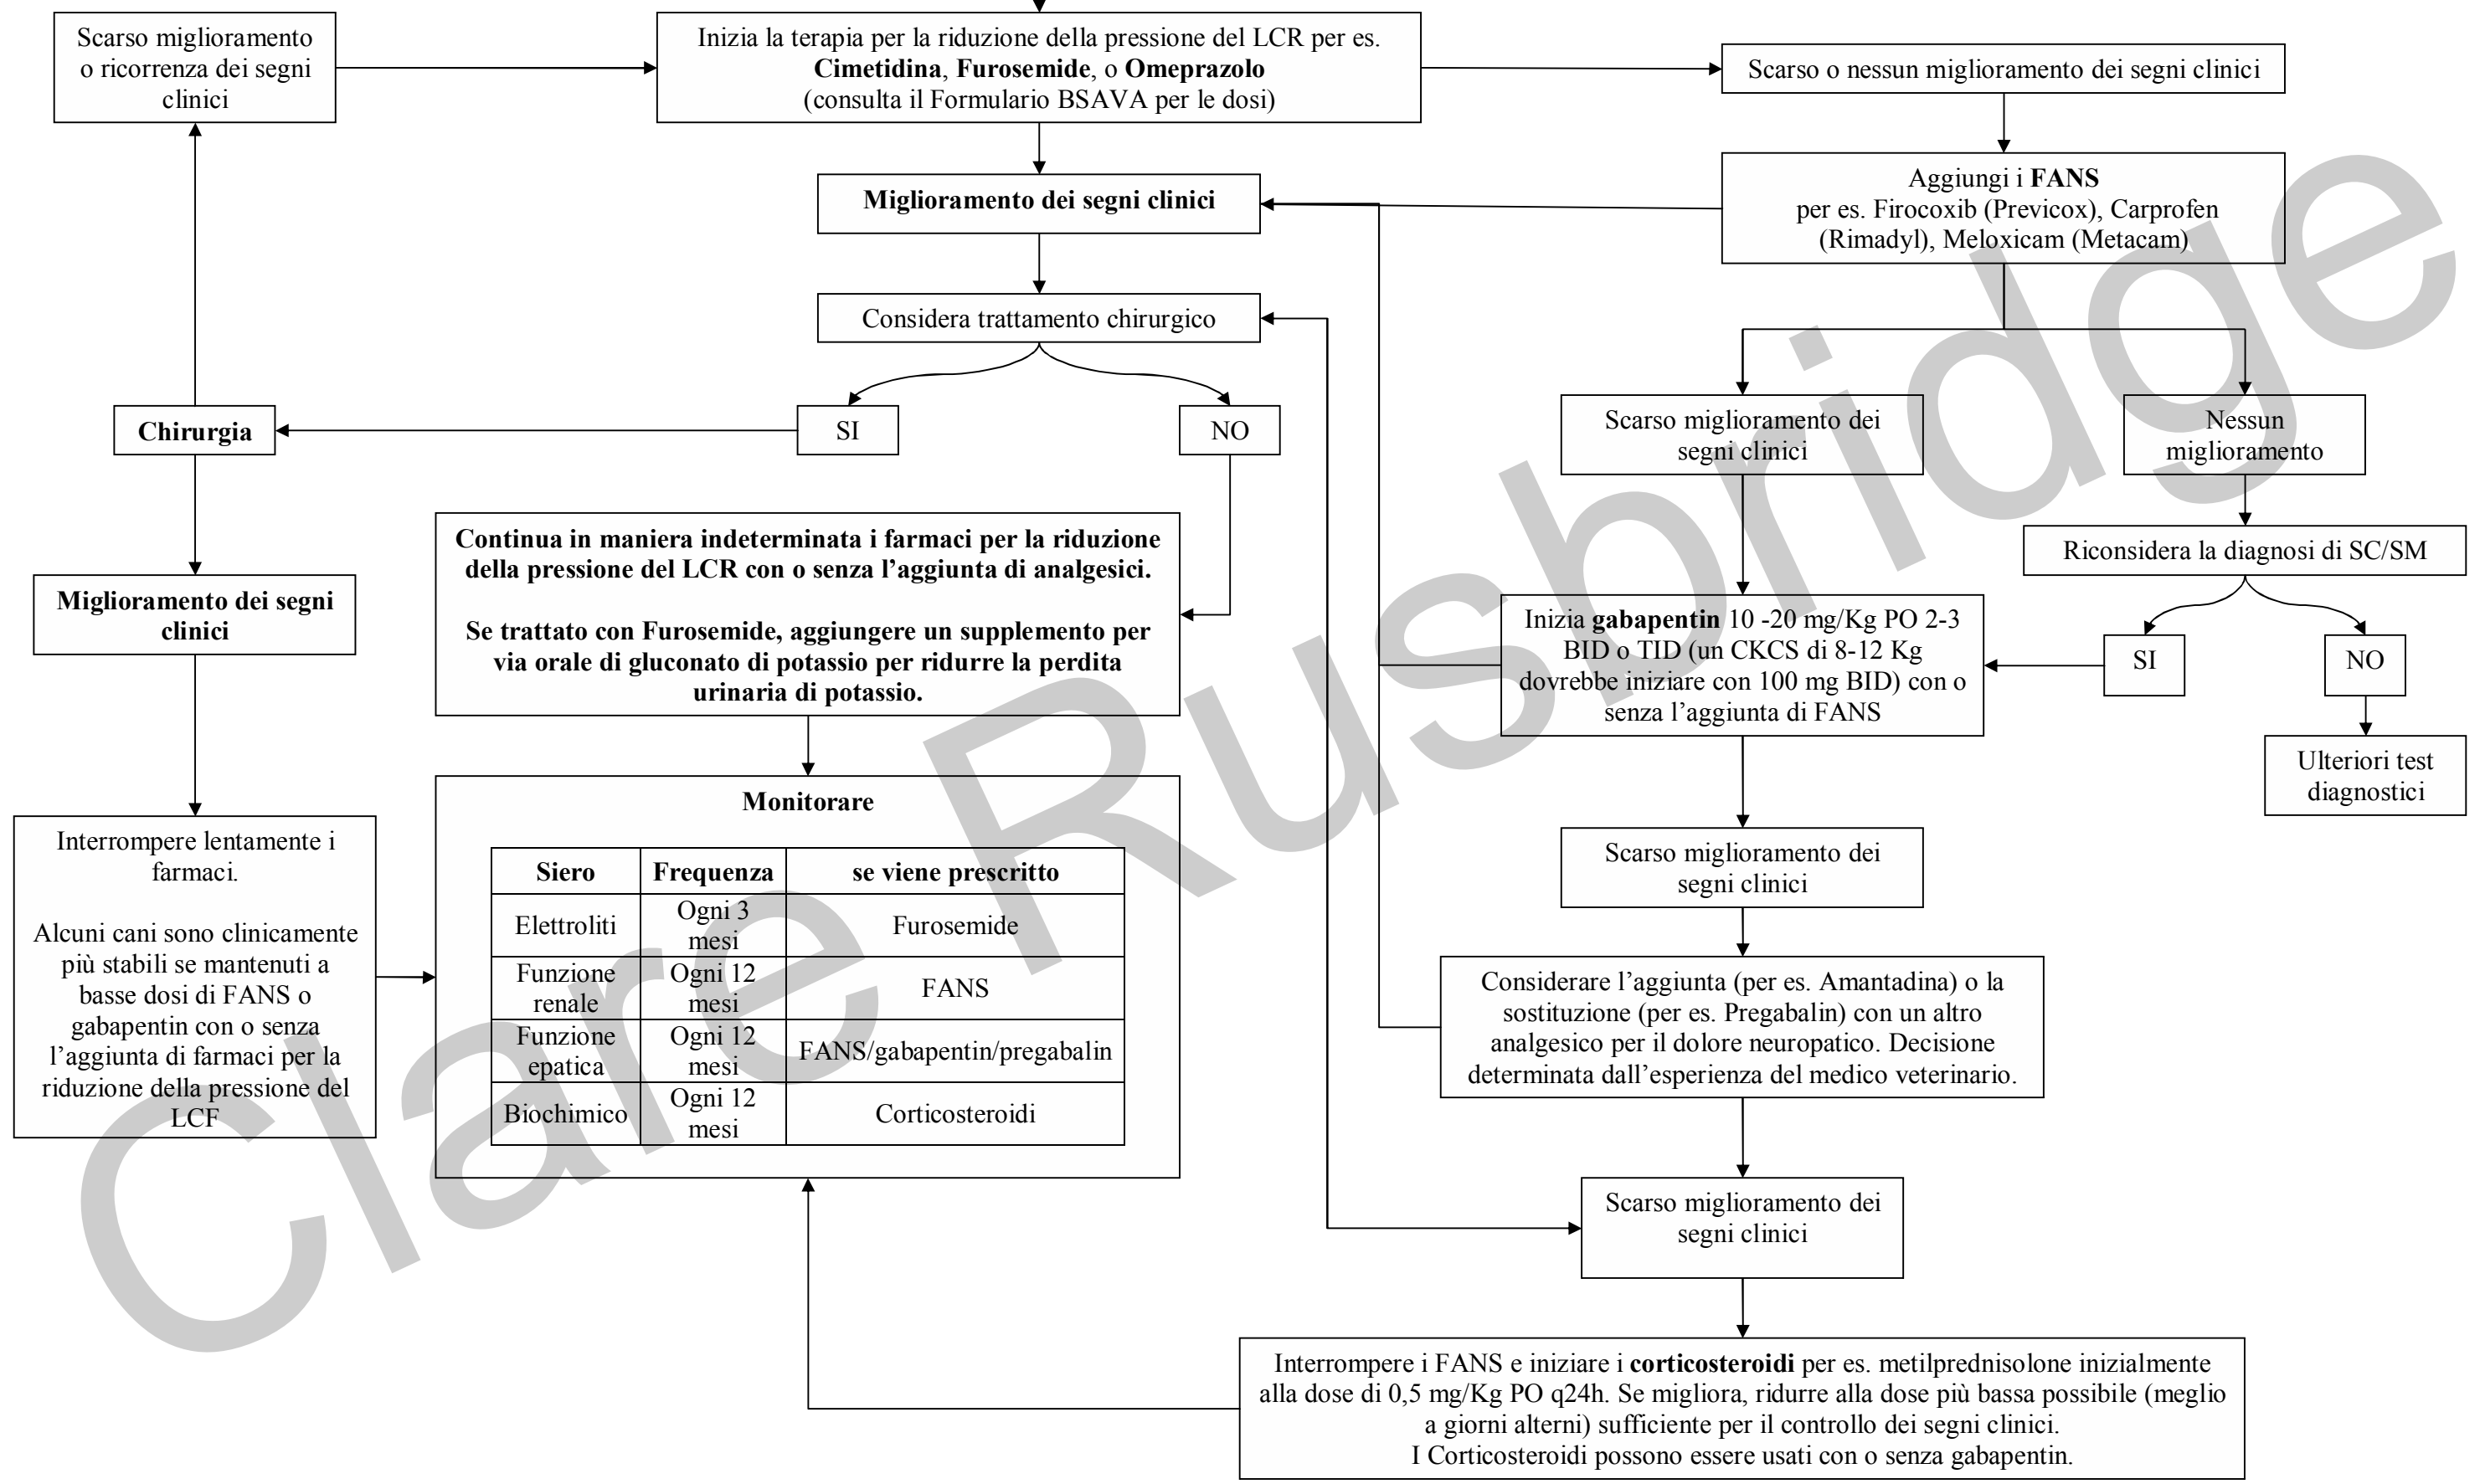 Scarso miglioramento
o ricorrenza dei segni
clinici
Inizia la terapia per la riduzione della pressione del LCR per es.
Cimetidina, Furosemide, o Omeprazolo
(consulta il Formulario BSAVA per le dosi)
Scarso o nessun miglioramento dei segni clinici
Miglioramento dei segni clinici
Aggiungi i FANS
per es. Firocoxib (Previcox), Carprofen
(Rimadyl), Meloxicam (Metacam)
Considera trattamento chirurgico
Chirurgia
SI
NO
Scarso miglioramento dei
segni clinici
Nessun
miglioramento
Continua in maniera indeterminata i farmaci per la riduzione
della pressione del LCR con o senza l’aggiunta di analgesici.
Se trattato con Furosemide, aggiungere un supplemento per
via orale di gluconato di potassio per ridurre la perdita
urinaria di potassio.
Riconsidera la diagnosi di SC/SM
Miglioramento dei segni
clinici
Inizia gabapentin 10 -20 mg/Kg PO 2-3
BID o TID (un CKCS di 8-12 Kg
dovrebbe iniziare con 100 mg BID) con o
senza l’aggiunta di FANS
SI
NO
Ulteriori test
diagnostici
Interrompere lentamente i
farmaci.
Alcuni cani sono clinicamente
più stabili se mantenuti a
basse dosi di FANS o
gabapentin con o senza
l’aggiunta di farmaci per la
riduzione della pressione del
LCF
Monitorare
Siero Frequenza se viene prescritto
Elettroliti Ogni 3 mesi Furosemide
Funzione renale Ogni 12 mesi FANS
Funzione epatica Ogni 12 mesi FANS/gabapentin/pregabalin
Biochimico Ogni 12 mesi Corticosteroidi
Scarso miglioramento dei
segni clinici
Considerare l’aggiunta (per es. Amantadina) o la
sostituzione (per es. Pregabalin) con un altro
analgesico per il dolore neuropatico. Decisione
determinata dall’esperienza del medico veterinario.
Scarso miglioramento dei
segni clinici
Interrompere i FANS e iniziare i corticosteroidi per es. metilprednisolone inizialmente
alla dose di 0,5 mg/Kg PO q24h. Se migliora, ridurre alla dose più bassa possibile (meglio
a giorni alterni) sufficiente per il controllo dei segni clinici.
I Corticosteroidi possono essere usati con o senza gabapentin.
Clare Rusbridge